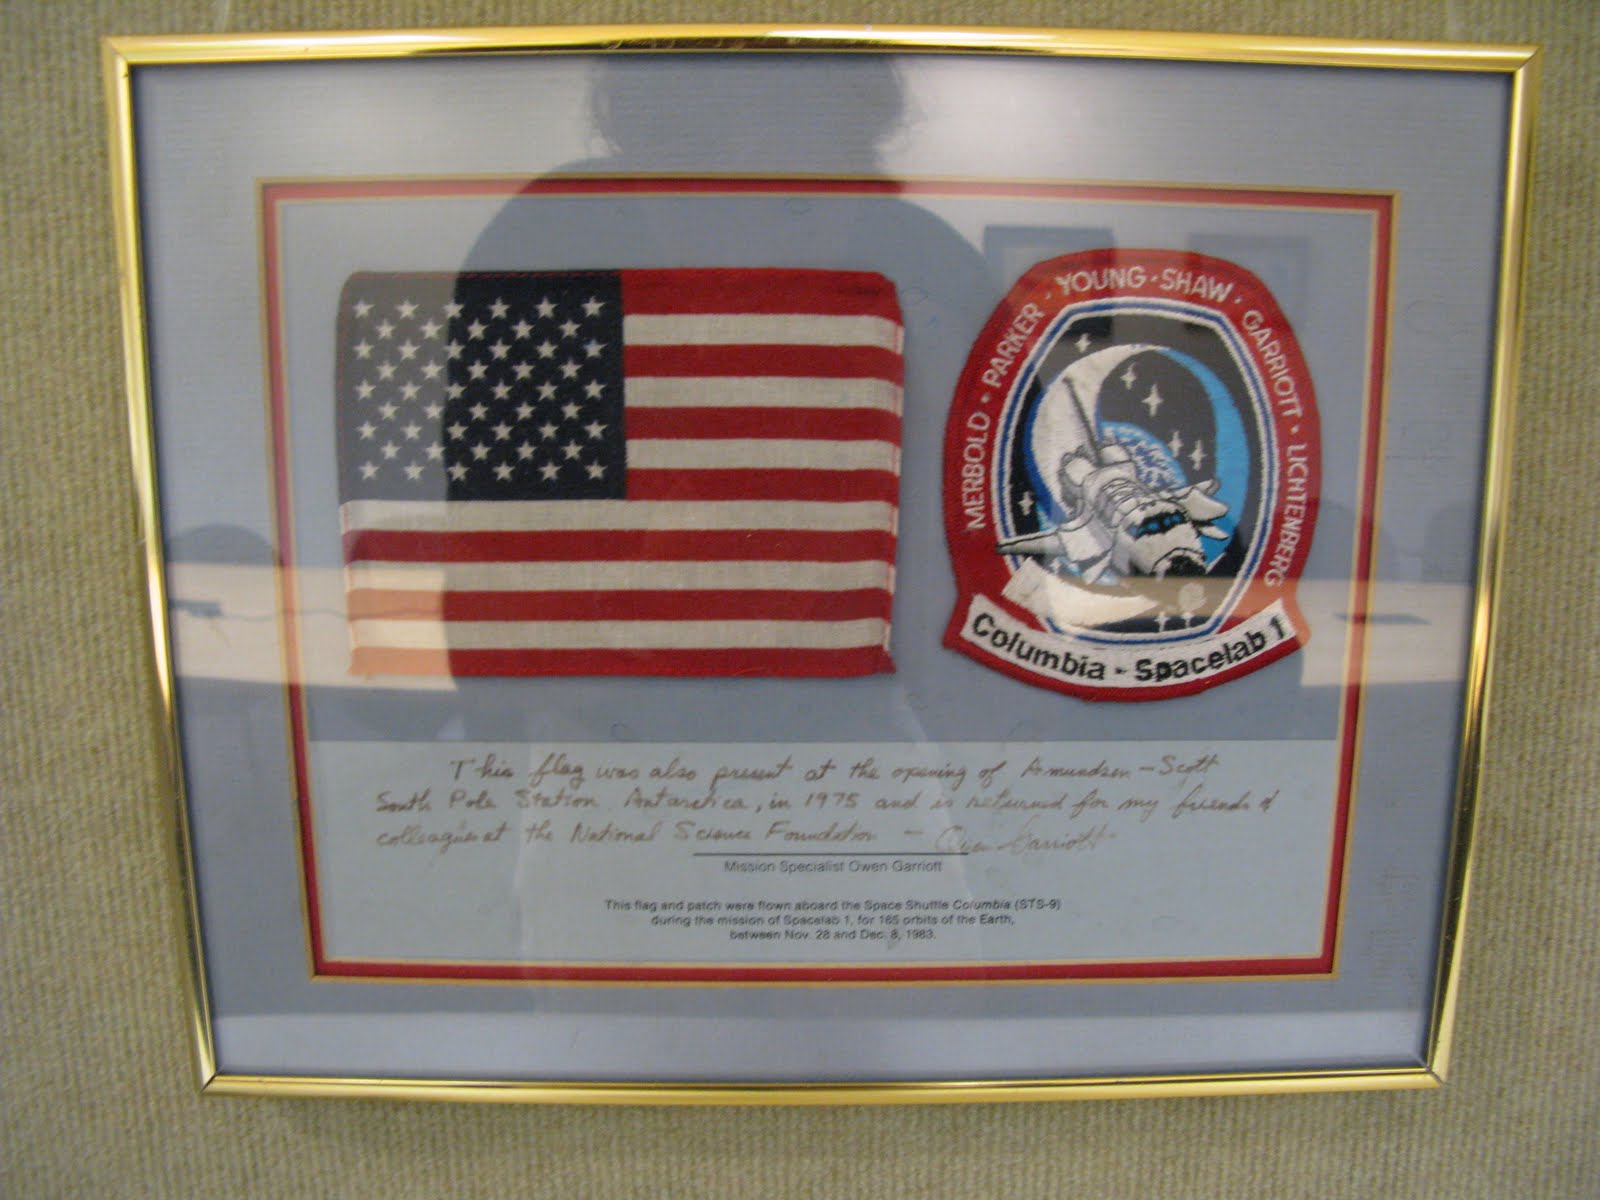 MERBOLD • PARKER • YOUNG • SHAW • GARRIOTT • LICHTENBERG
Columbia - Spacelab 1
This flag was also present at the opening of Amundsen - Scott
South Pole Station, Antarctica, in 1975 and is returned for my friends &
colleagues at the National Science Foundation — Owen Garriott
Mission Specialist Owen Garriott
This flag and patch were flown aboard the Space Shuttle Columbia (STS-9)
during the mission of Spacelab 1, for 165 orbits of the Earth,
between Nov. 28 and Dec. 8, 1983.